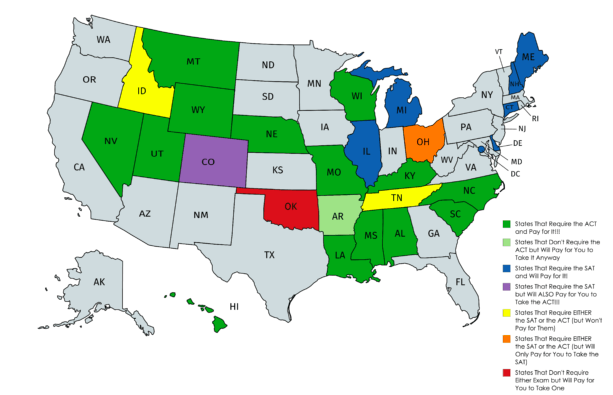 WA
MT
ND
MN
OR
ID
SD
WY
WI
MI
VT
ME
NH
NY
MA
CT
RI
NV
UT
CO
NE
IA
IL
IN
OH
PA
NJ
DE
MD
DC
CA
KS
MO
KY
WV
VA
AZ
NM
OK
AR
TN
NC
SC
TX
LA
MS
AL
GA
FL
AK
HI
States That Require the ACT
and Pay for It!!!
States That Don't Require the
ACT but Will Pay for You to
Take It Anyway
States That Require the SAT
and Will Pay for It!
States That Require the SAT
but Will ALSO Pay for You to
Take the ACT!!!
States That Require EITHER
the SAT or the ACT (but Won't
Pay for Them)
States That Require EITHER
the SAT or the ACT (but Will
Only Pay for You to Take the
SAT)
States That Don't Require
Either Exam but Will Pay for
You to Take One